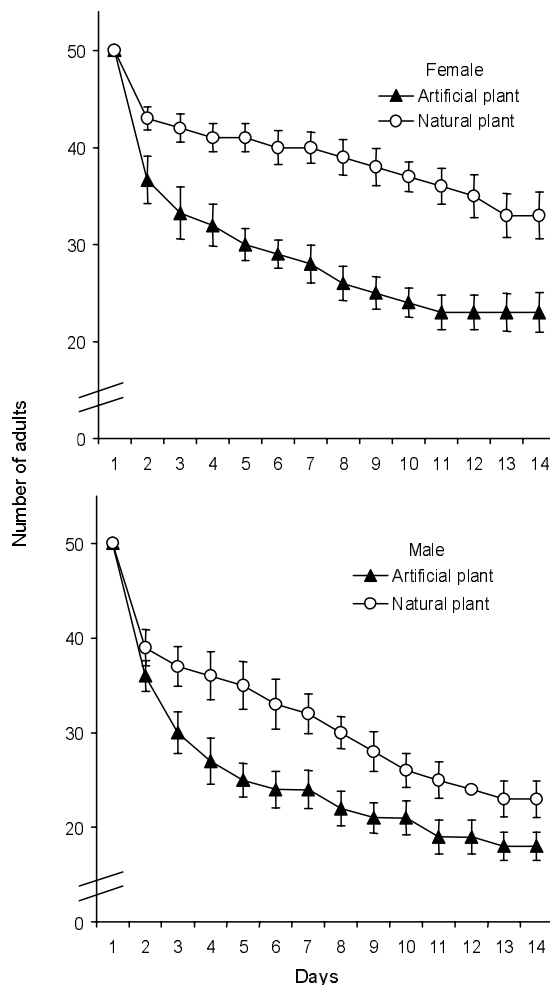 50
Female
Artificial plant
Natural plant
40
30
20
0
1 2 3 4 5 6 7 8 9 10 11 12 13 14
Number of adults
50
Male
Artificial plant
Natural plant
40
30
20
0
1 2 3 4 5 6 7 8 9 10 11 12 13 14
Days